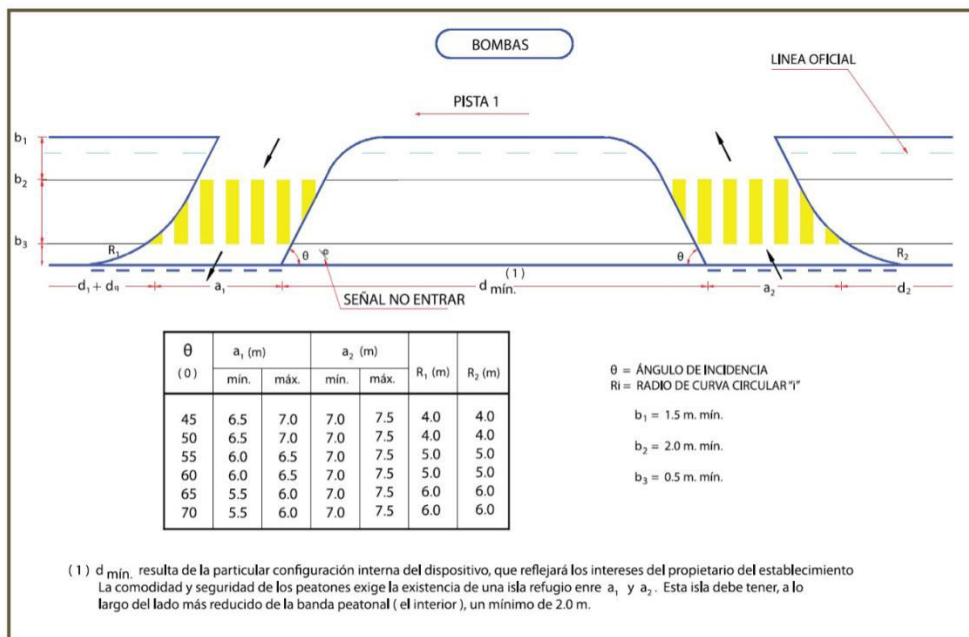 BOMBAS
LINEA OFICIAL
PISTA 1
b₁
b₂
b₃
R₁
θ
θ
R₂
(1)
d₁ + d
a₁
d mín.
a₂
d₂
SEÑAL NO ENTRAR
θ a₁ (m) a₂ (m) R₁ (m) R₂ (m)
(0) mín. máx. mín. máx.
45 6.5 7.0 7.0 7.5 4.0 4.0
50 6.5 7.0 7.0 7.5 4.0 4.0
55 6.0 6.5 7.0 7.5 5.0 5.0
60 6.0 6.5 7.0 7.5 5.0 5.0
65 5.5 6.0 7.0 7.5 6.0 6.0
70 5.5 6.0 7.0 7.5 6.0 6.0
θ = ÁNGULO DE INCIDENCIA
Ri = RADIO DE CURVA CIRCULAR "i"
b₁ = 1.5 m. mín.
b₂ = 2.0 m. mín.
b₃ = 0.5 m. mín.
(1) d mín. resulta de la particular configuración interna del dispositivo, que reflejará los intereses del propietario del establecimiento
La comodidad y seguridad de los peatones exige la existencia de una isla refugio enre a₁ y a₂. Esta isla debe tener, a lo
largo del lado más reducido de la banda peatonal ( el interior ), un mínimo de 2.0 m.